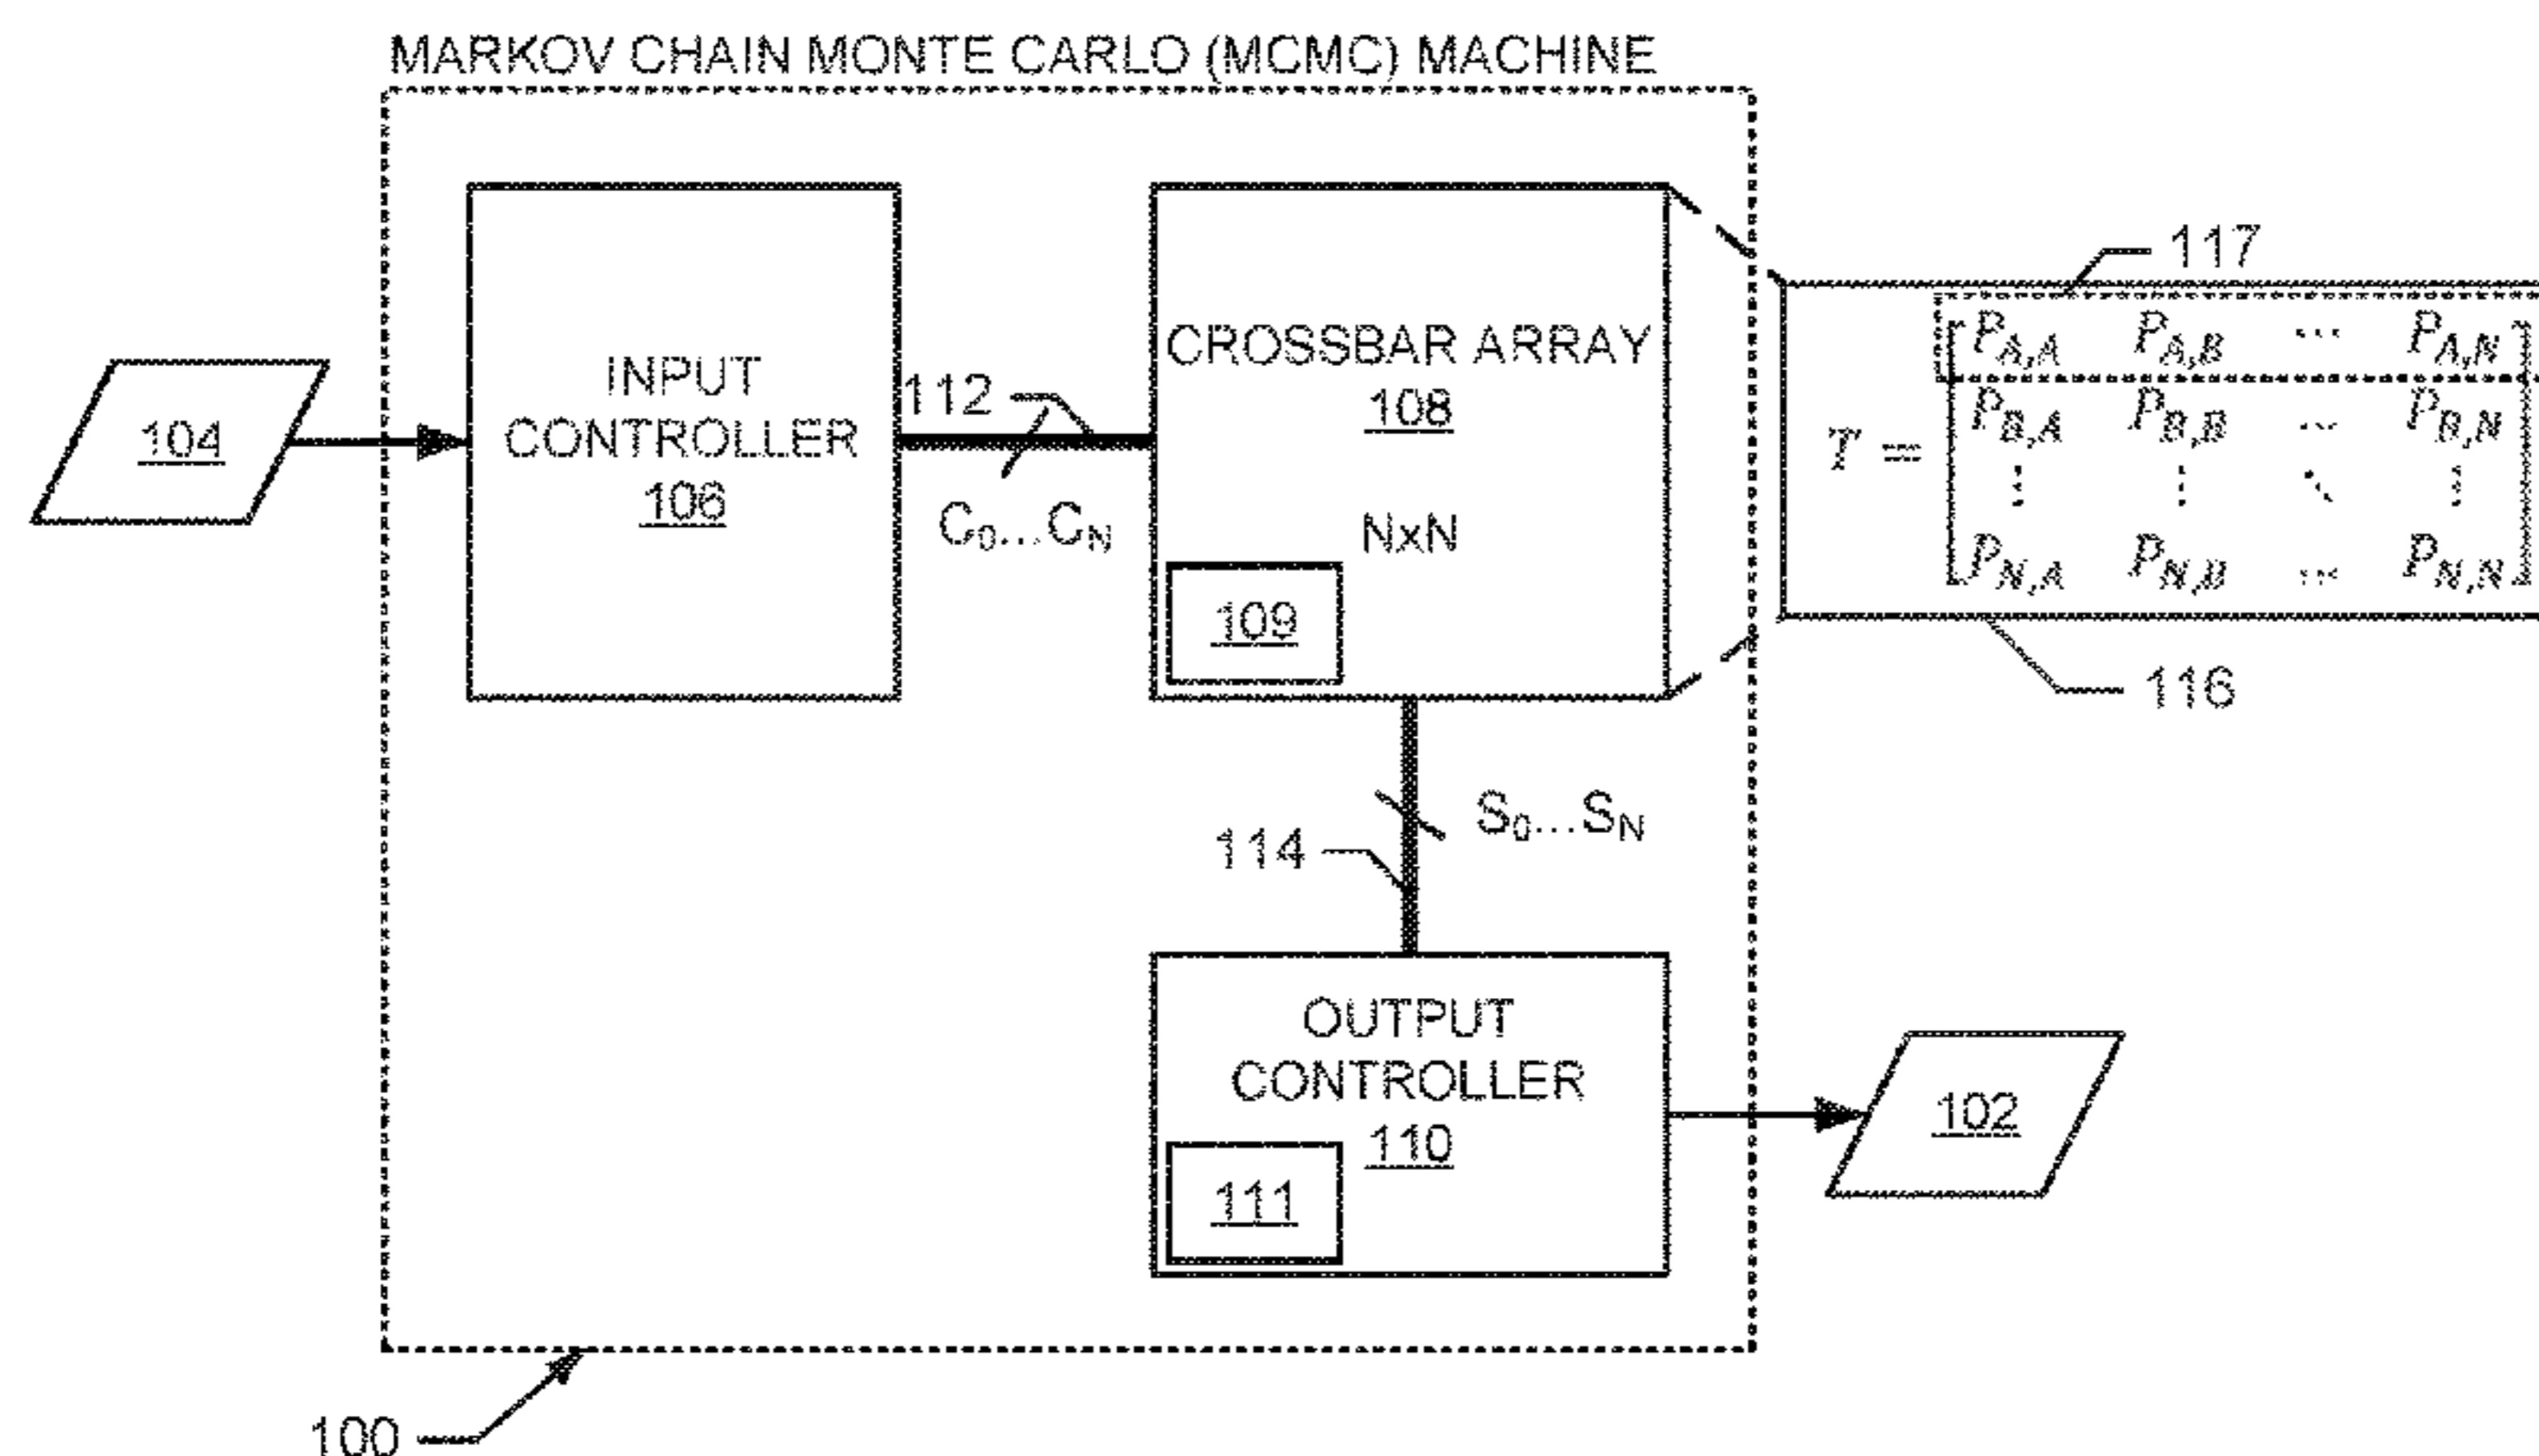 MARKOV CHAIN MONTE CARLO (MCMC) MACHINE
117
CROSSBAR ARRAY
108
NxN
109
INPUT
CONTROLLER
106
104
112
C0...CN
T = PA,A PA,B ... PA,N
PB,A PB,B ... PB,N
⋮ ⋮ ⋱ ⋮
PN,A PN,B ... PN,N
116
S0...SN
114
OUTPUT
CONTROLLER
110
111
102
100